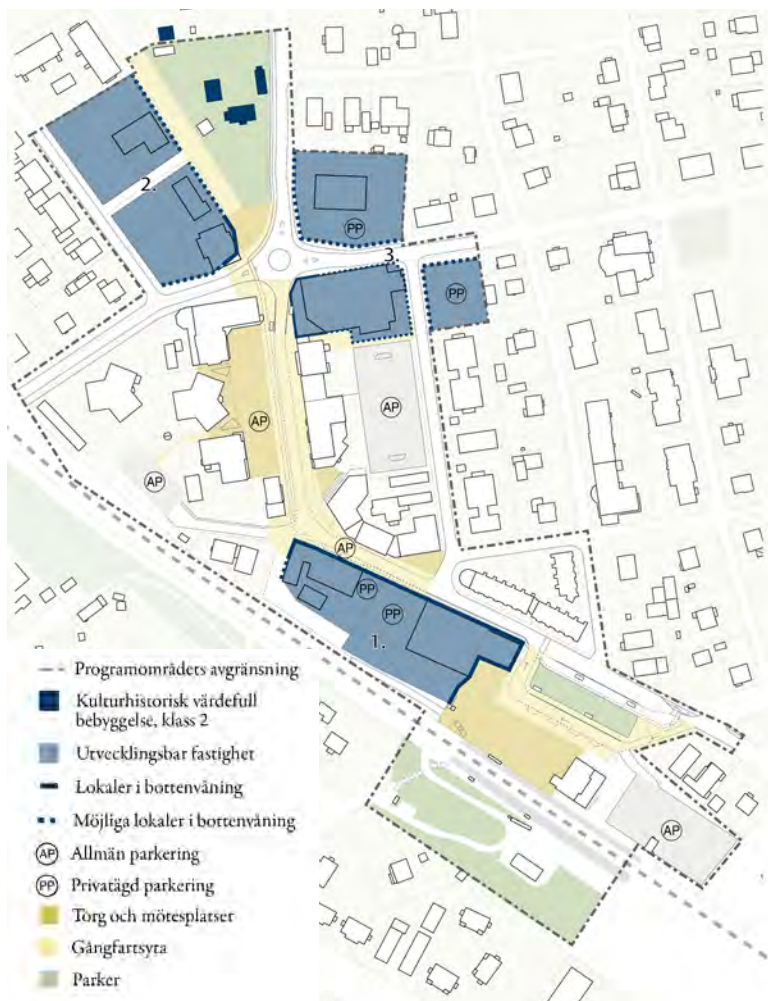 2.
PP
3.
PP
AP
AP
AP
AP
PP
PP
1.
AP
Programområdets avgränsning
Kulturhistorisk värdefull
bebyggelse, klass 2
Utvecklingsbar fastighet
Lokaler i bottenvåning
Möjliga lokaler i bottenvåning
AP Allmän parkering
PP Privatägd parkering
Torg och mötesplatser
Gångfartsyta
Parker